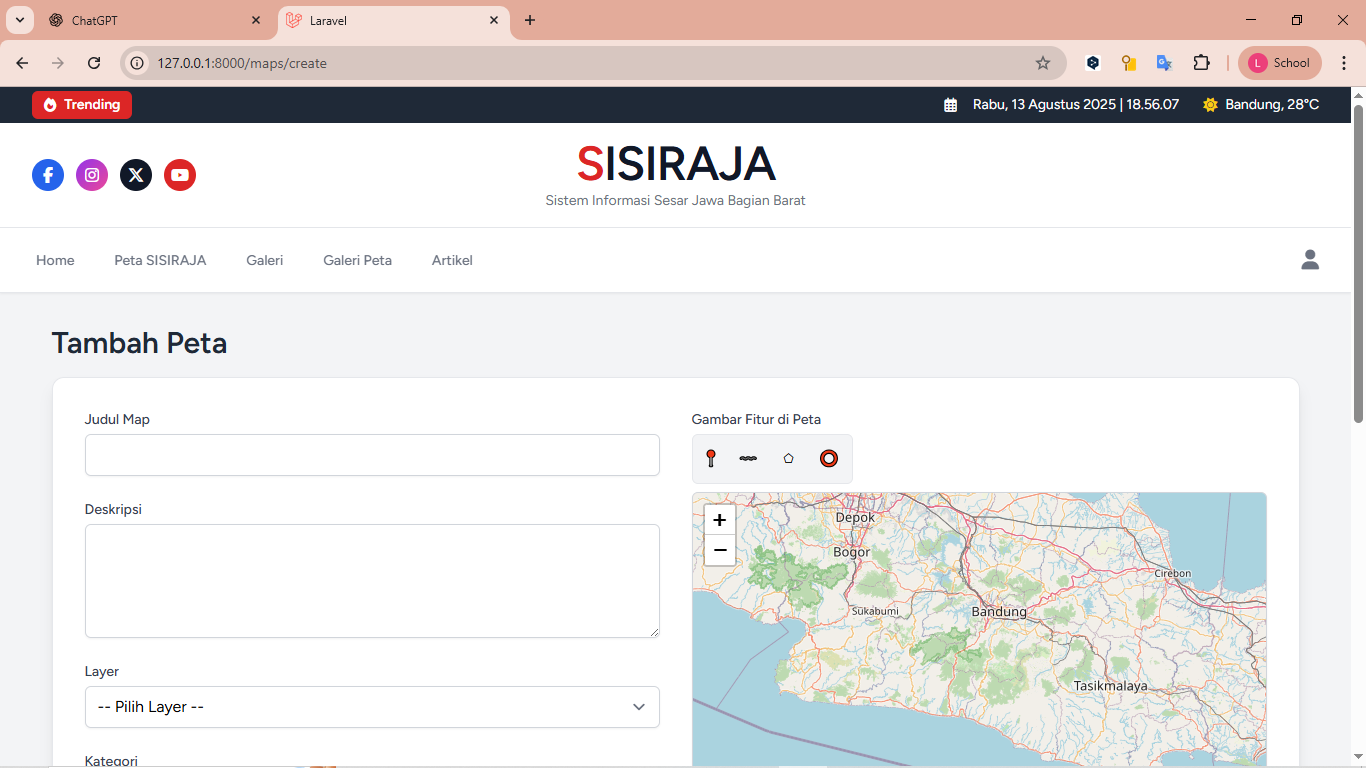 ChatGPT
Laravel
127.0.0.1:8000/maps/create
L School
Trending
Rabu, 13 Agustus 2025 | 18.56.07
Bandung, 28°C
SISIRAJA
Sistem Informasi Sesar Jawa Bagian Barat
Home
Peta SISIRAJA
Galeri
Galeri Peta
Artikel
Tambah Peta
Judul Map
Deskripsi
Layer
-- Pilih Layer --
Kategori
Gambar Fitur di Peta
+
−
Depok
Bogor
Cirebon
Sukabumi
Bandung
Tasikmalaya